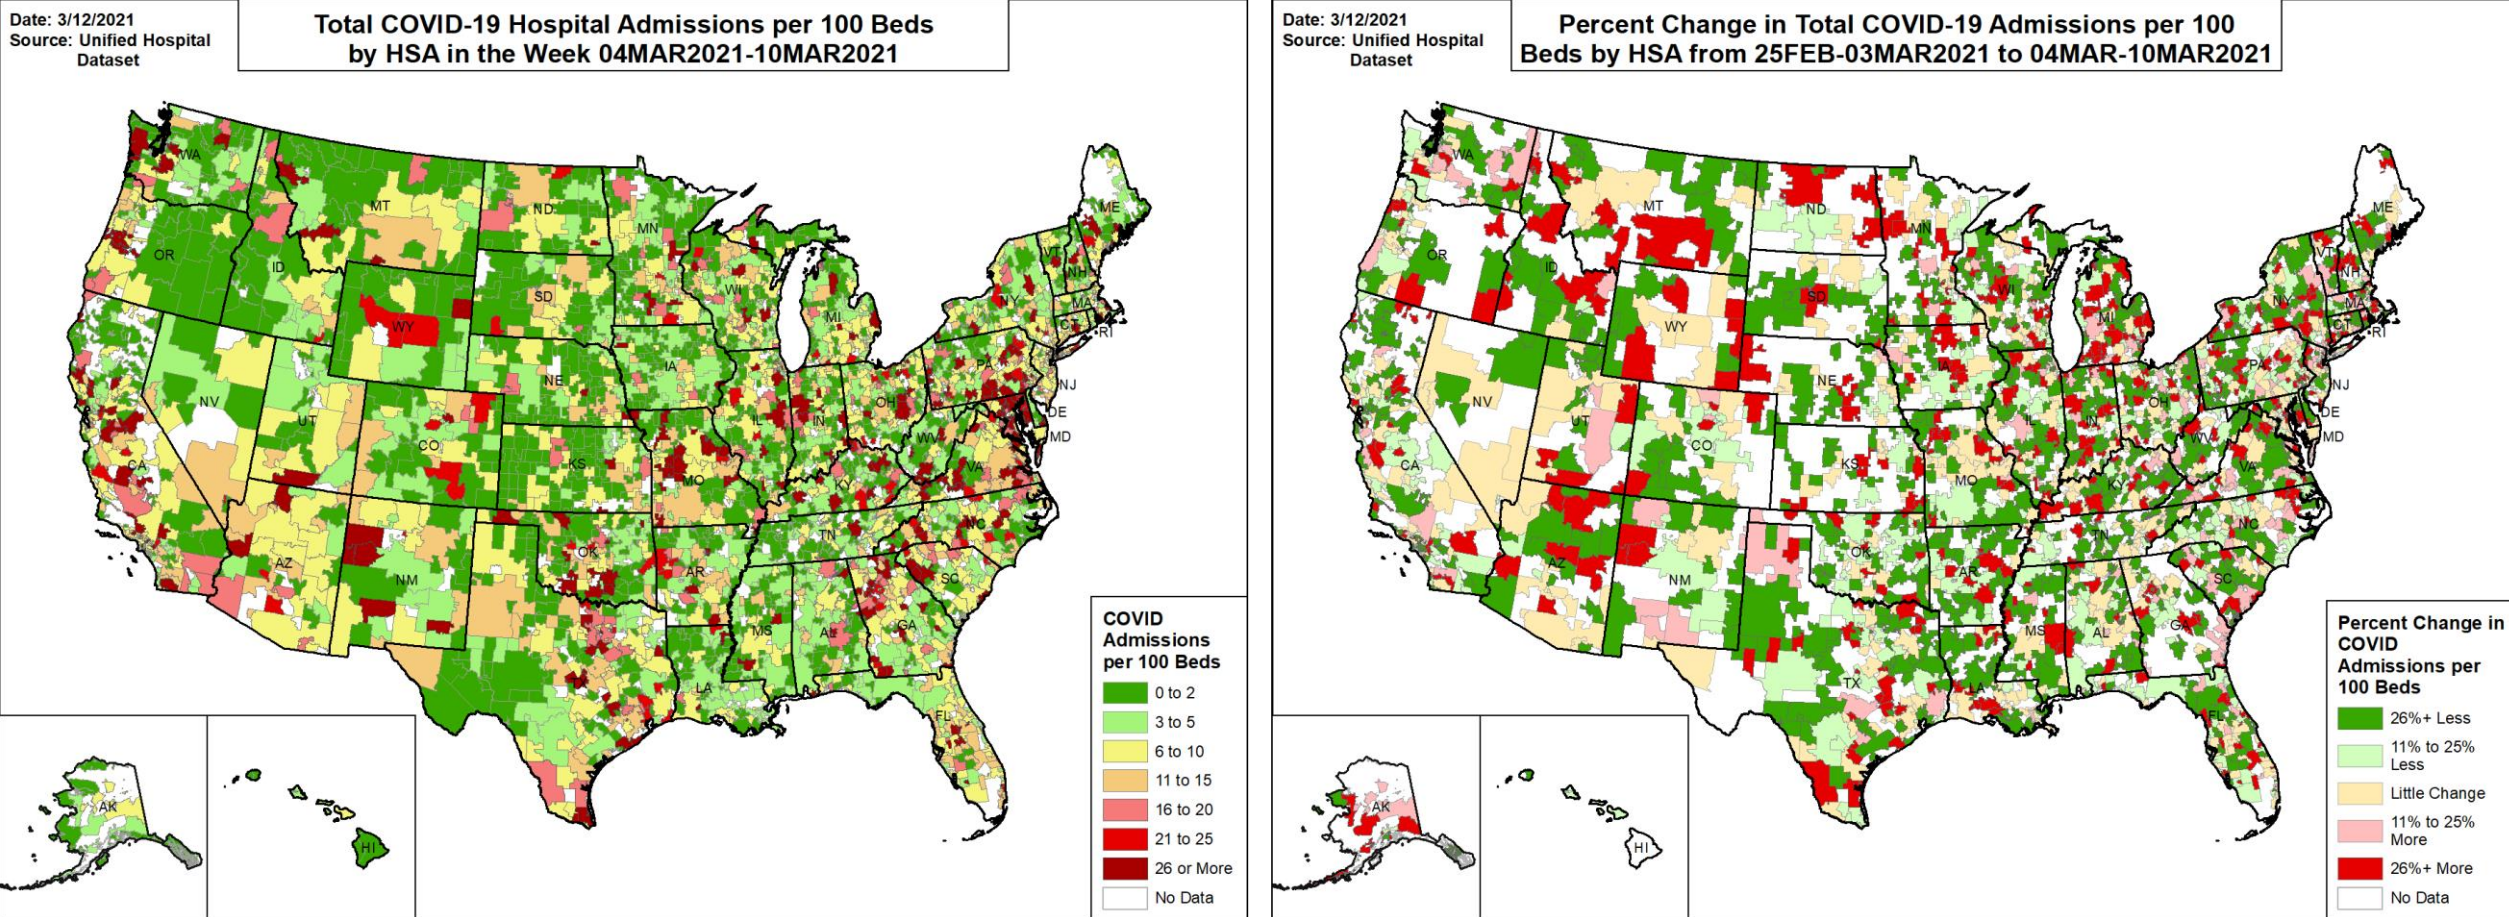 Date: 3/12/2021
Source: Unified Hospital
Dataset
Total COVID-19 Hospital Admissions per 100 Beds
by HSA in the Week 04MAR2021-10MAR2021
WA
MT
ND
MN
ME
OR
ID
SD
WI
MI
VT
NH
NY
MA
CT
RI
WY
IA
NE
PA
NJ
NV
UT
CO
IL
IN
OH
DE
MD
WV
VA
CA
KS
MO
KY
NC
TN
OK
AZ
NM
AR
SC
MS
AL
GA
LA
FL
AK
HI
COVID
Admissions
per 100 Beds
0 to 2
3 to 5
6 to 10
11 to 15
16 to 20
21 to 25
26 or More
No Data
Date: 3/12/2021
Source: Unified Hospital
Dataset
Percent Change in Total COVID-19 Admissions per 100
Beds by HSA from 25FEB-03MAR2021 to 04MAR-10MAR2021
WA
MT
ND
MN
ME
OR
ID
SD
WI
MI
VT
NH
NY
MA
CT
RI
WY
IA
NE
PA
NJ
NV
UT
CO
IL
IN
OH
DE
MD
WV
VA
CA
KS
MO
KY
NC
TN
OK
AZ
NM
AR
SC
MS
AL
GA
TX
LA
FL
AK
HI
Percent Change in
COVID
Admissions per
100 Beds
26%+ Less
11% to 25%
Less
Little Change
11% to 25%
More
26%+ More
No Data